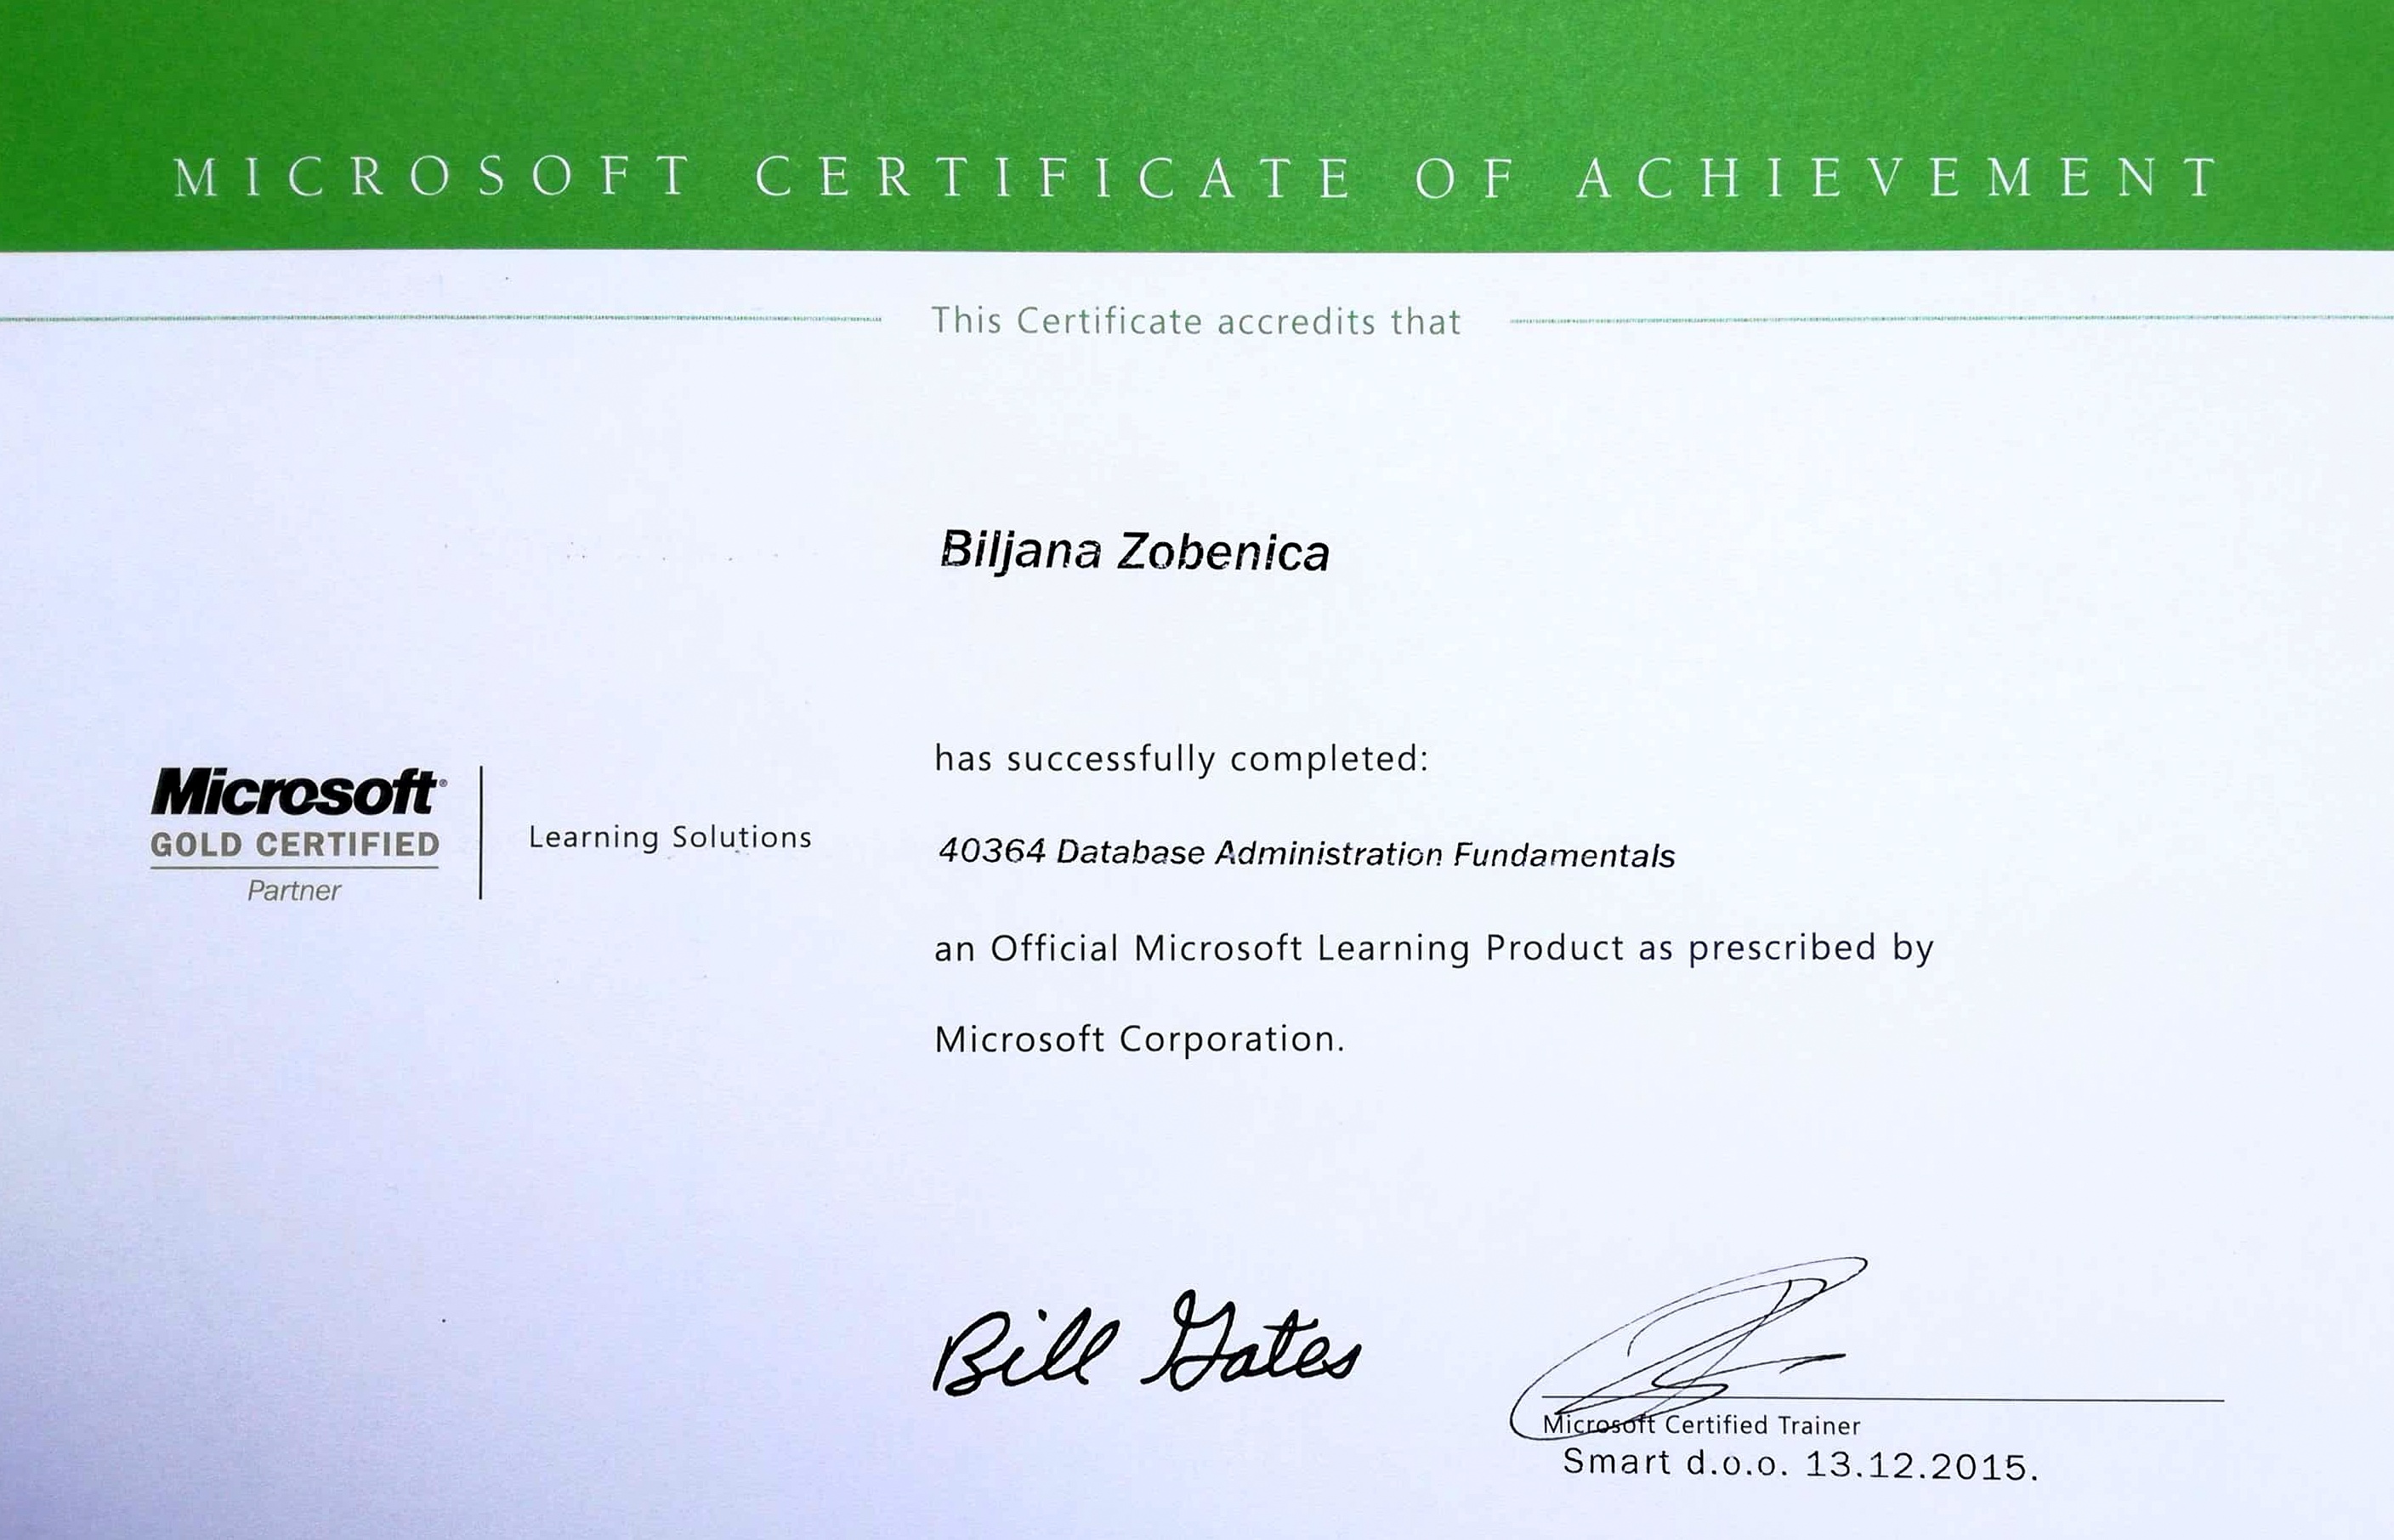 MICROSOFT CERTIFICATE OF ACHIEVEMENT
This Certificate accredits that
Biljana Zobenica
has successfully completed:
Microsoft®
GOLD CERTIFIED
Partner
Learning Solutions
40364 Database Administration Fundamentals
an Official Microsoft Learning Product as prescribed by
Microsoft Corporation.
Bill Gates
Microsoft Certified Trainer
Smart d.o.o. 13.12.2015.